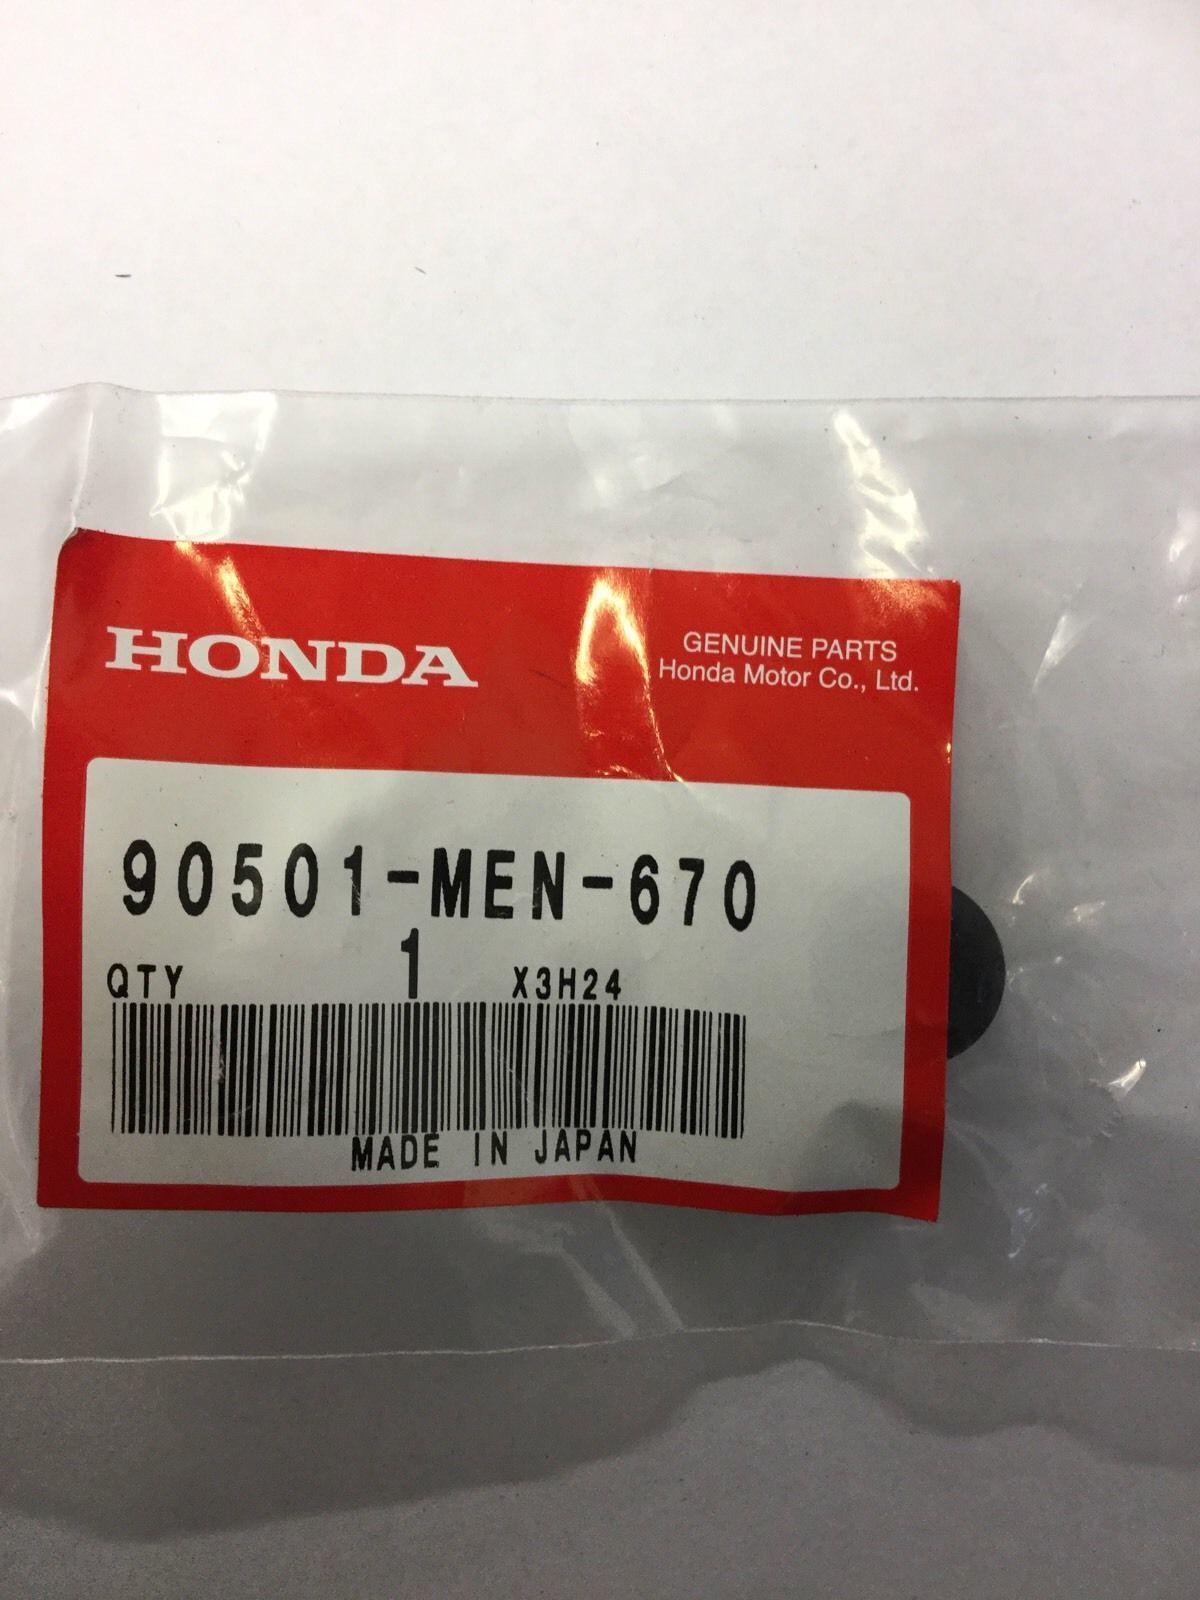 HONDA
GENUINE PARTS
Honda Motor Co., Ltd.
90501-MEN-670
QTY 1 X3H24
MADE IN JAPAN